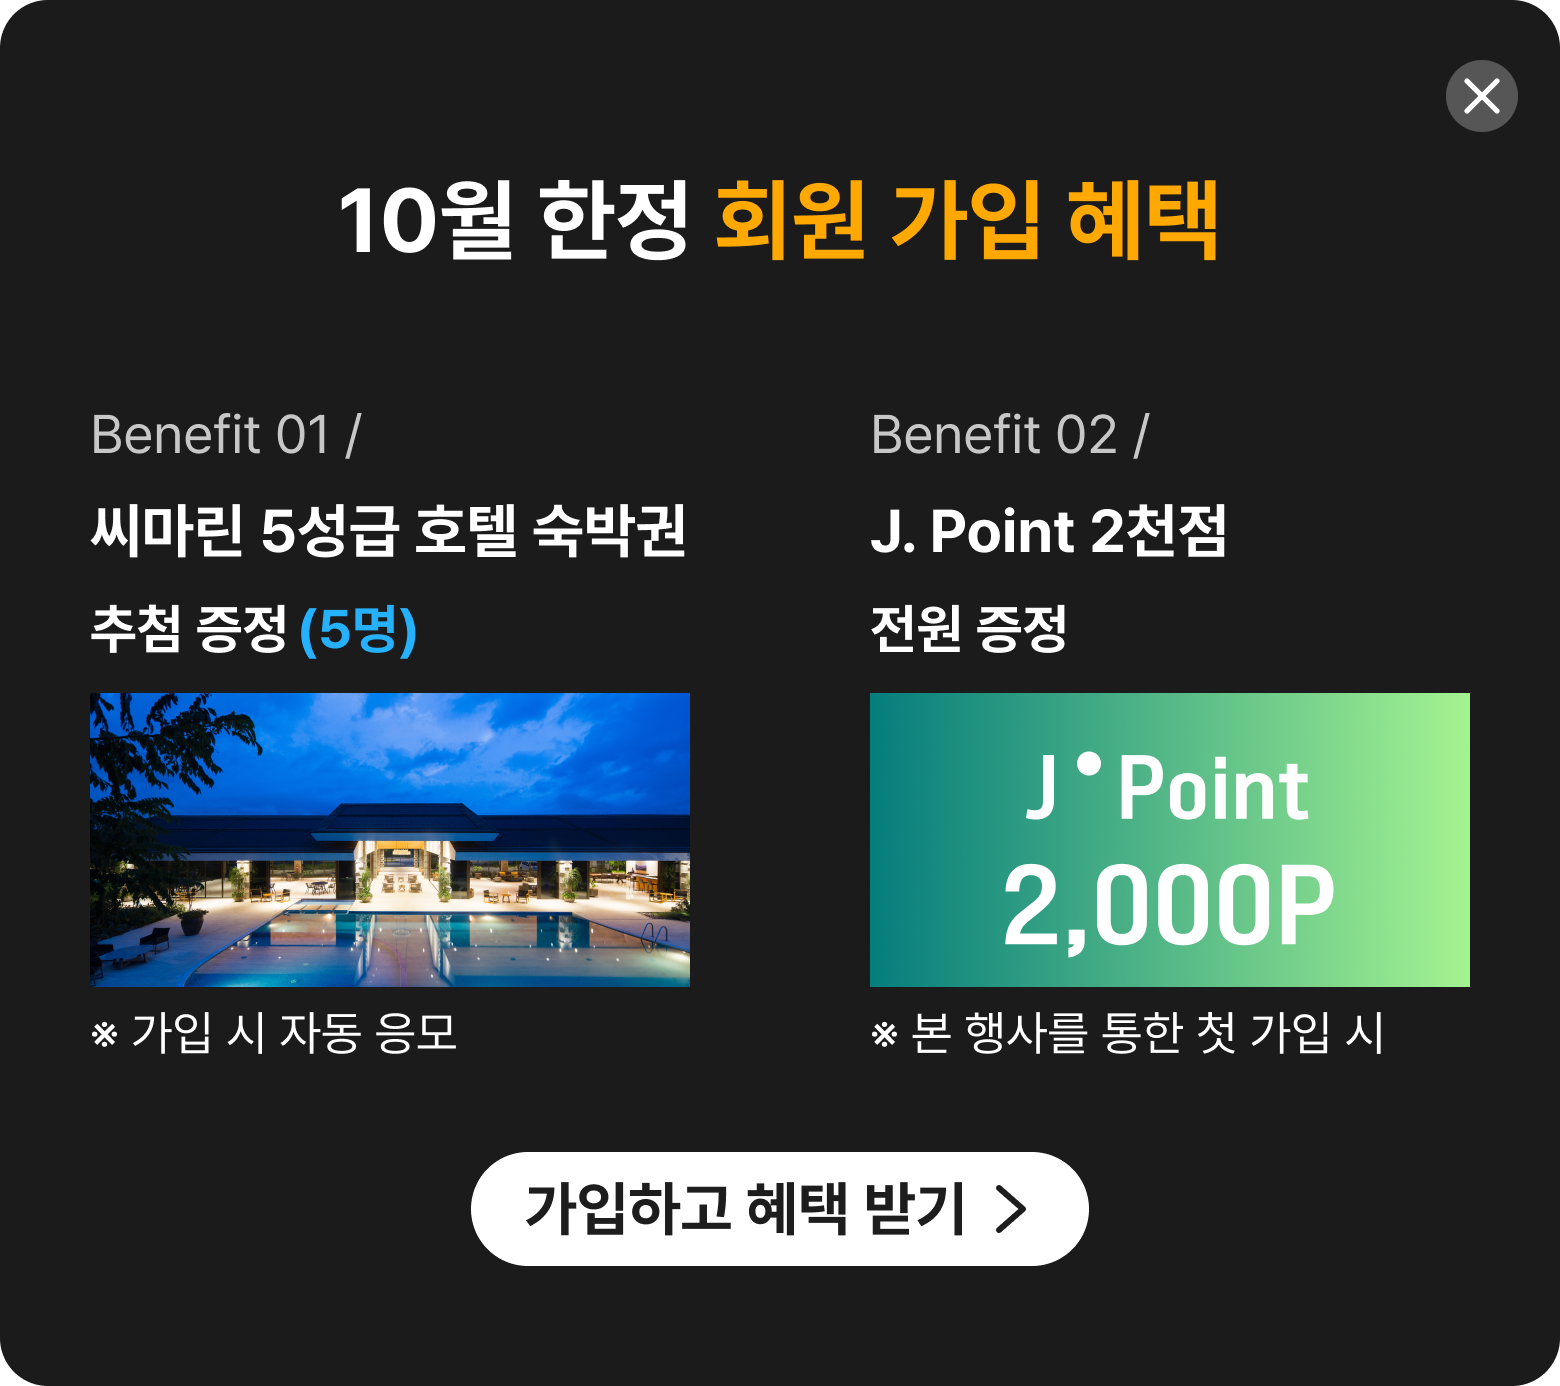 10월 한정 회원 가입 혜택
Benefit 01 /
씨마린 5성급 호텔 숙박권
추첨 증정 (5명)
※ 가입 시 자동 응모
Benefit 02 /
J. Point 2천점
전원 증정
J Point
2,000P
※ 본 행사를 통한 첫 가입 시
가입하고 혜택 받기 >